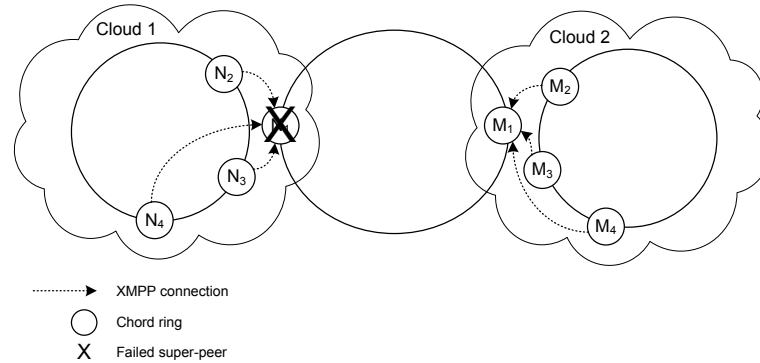 Cloud 1
Cloud 2
N2
M2
M1
N3
M3
N4
M4
XMPP connection
Chord ring
X Failed super-peer